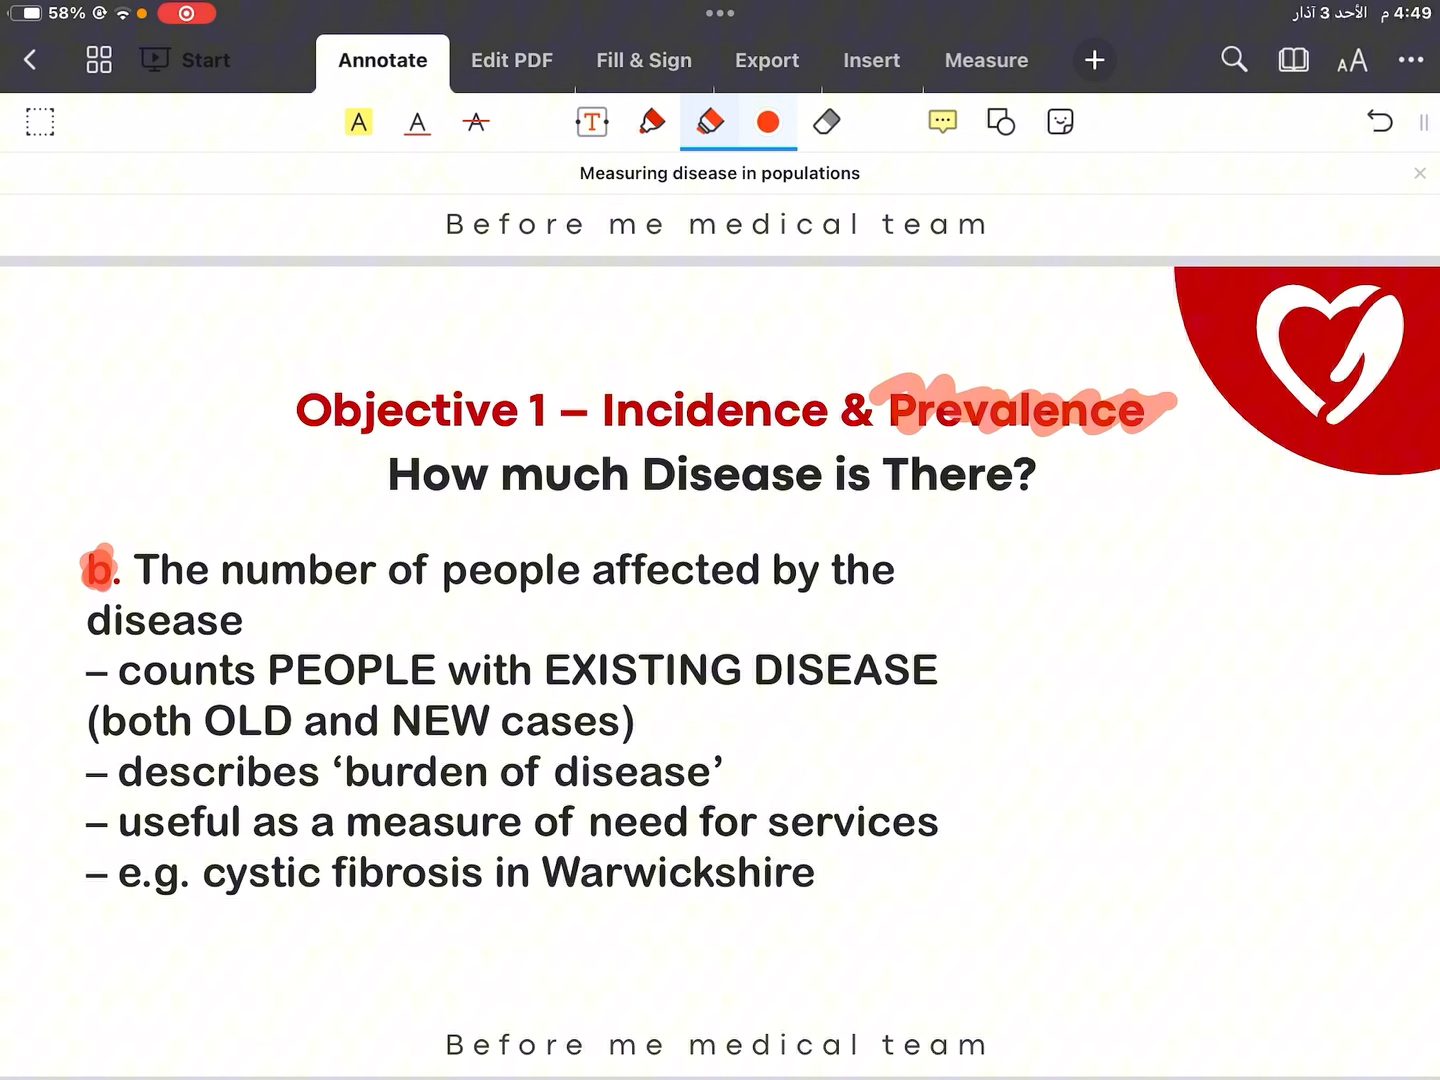 58% 4:49 م الأحد 3 آذار
Start Annotate Edit PDF Fill & Sign Export Insert Measure AA
A A A T
Measuring disease in populations
Before me medical team
Objective 1 – Incidence & Prevalence
How much Disease is There?
b. The number of people affected by the
disease
– counts PEOPLE with EXISTING DISEASE
(both OLD and NEW cases)
– describes ‘burden of disease’
– useful as a measure of need for services
– e.g. cystic fibrosis in Warwickshire
Before me medical team